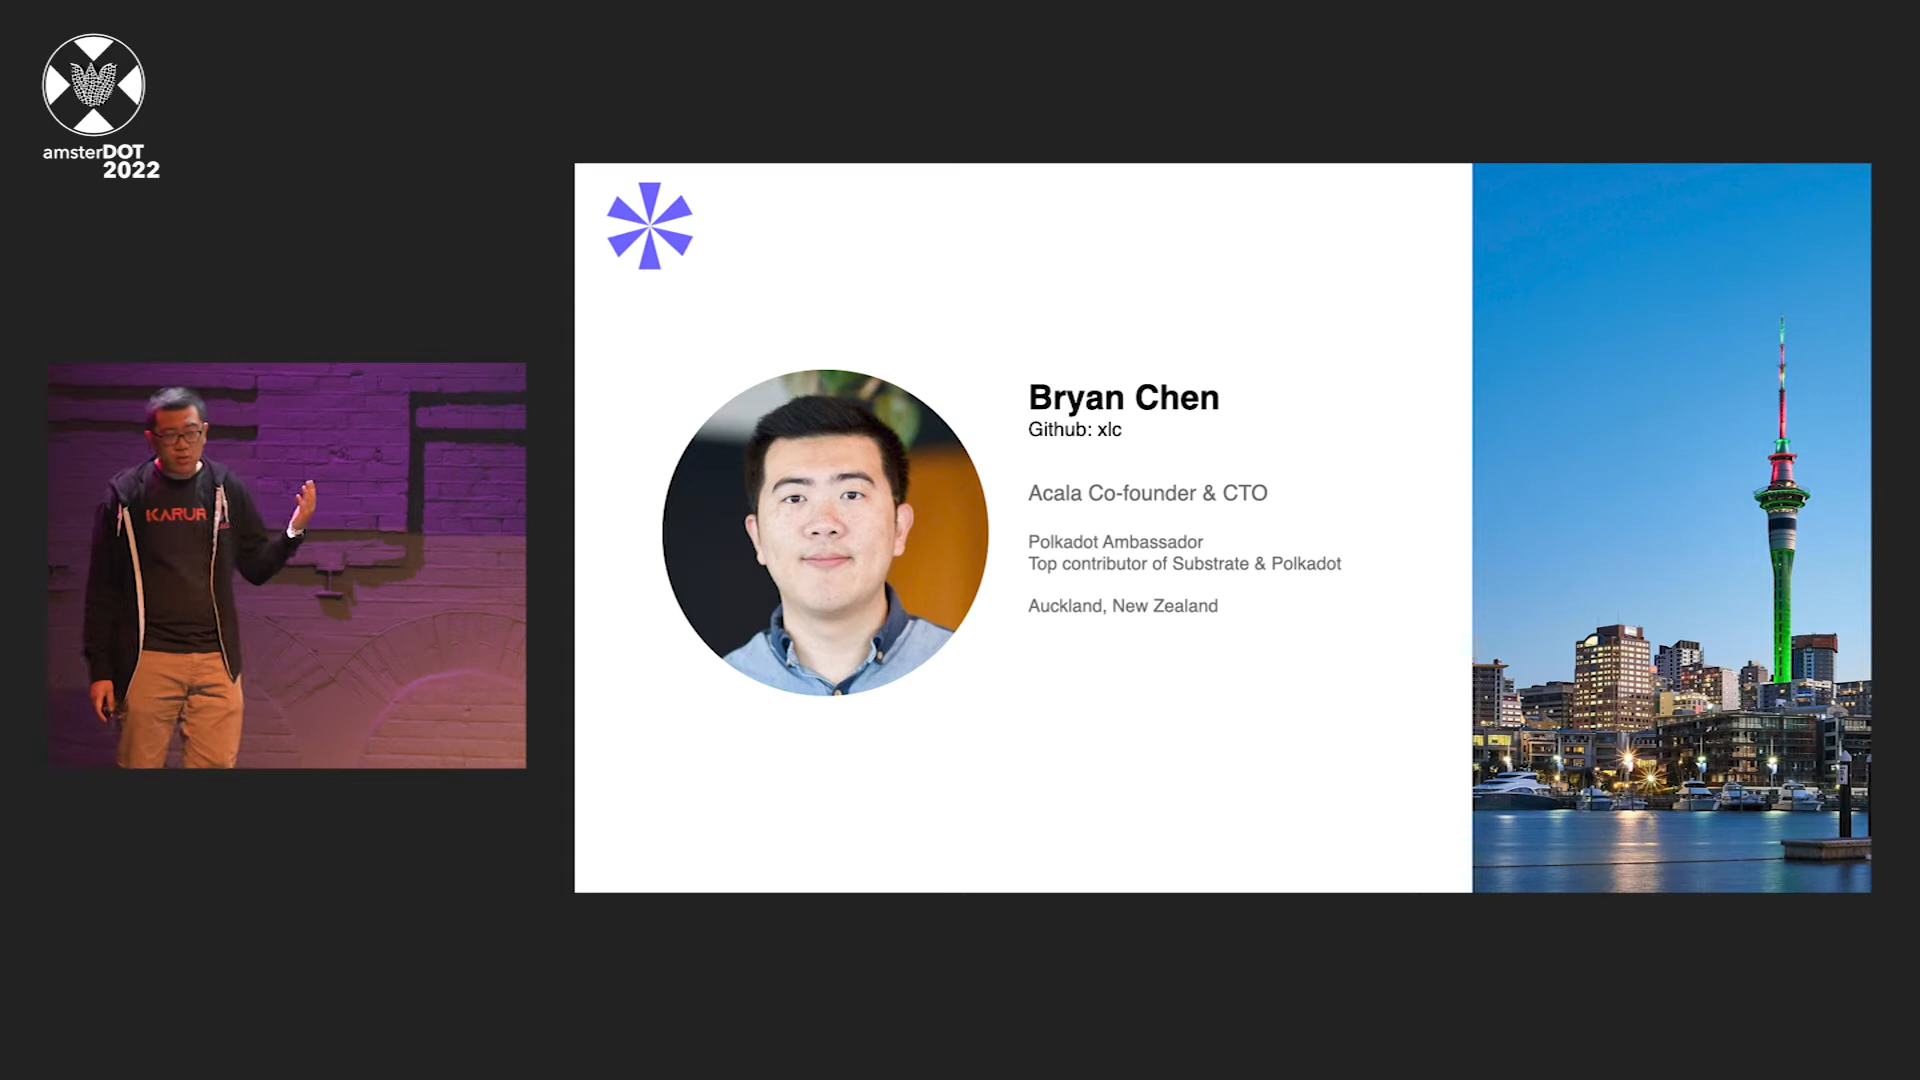 amsterDOT
2022
KARUR
Bryan Chen
Github: xlc
Acala Co-founder & CTO
Polkadot Ambassador
Top contributor of Substrate & Polkadot
Auckland, New Zealand